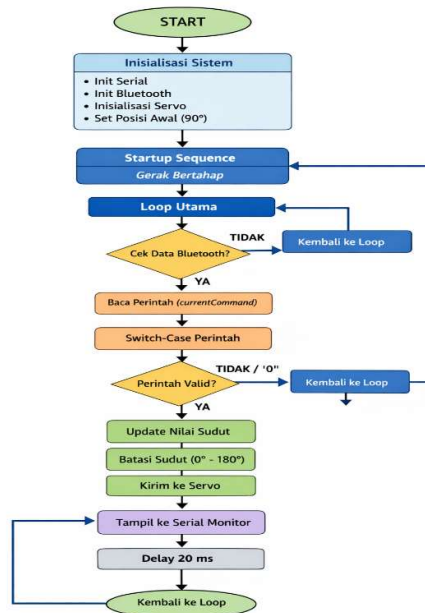 START
Inisialisasi Sistem
• Init Serial
• Init Bluetooth
• Inisialisasi Servo
• Set Posisi Awal (90°)
Startup Sequence
Gerak Bertahap
Loop Utama
Cek Data Bluetooth?
TIDAK
Kembali ke Loop
YA
Baca Perintah (currentCommand)
Switch-Case Perintah
Perintah Valid?
TIDAK / '0"
Kembali ke Loop
YA
Update Nilai Sudut
Batasi Sudut (0° - 180°)
Kirim ke Servo
Tampil ke Serial Monitor
Delay 20 ms
Kembali ke Loop